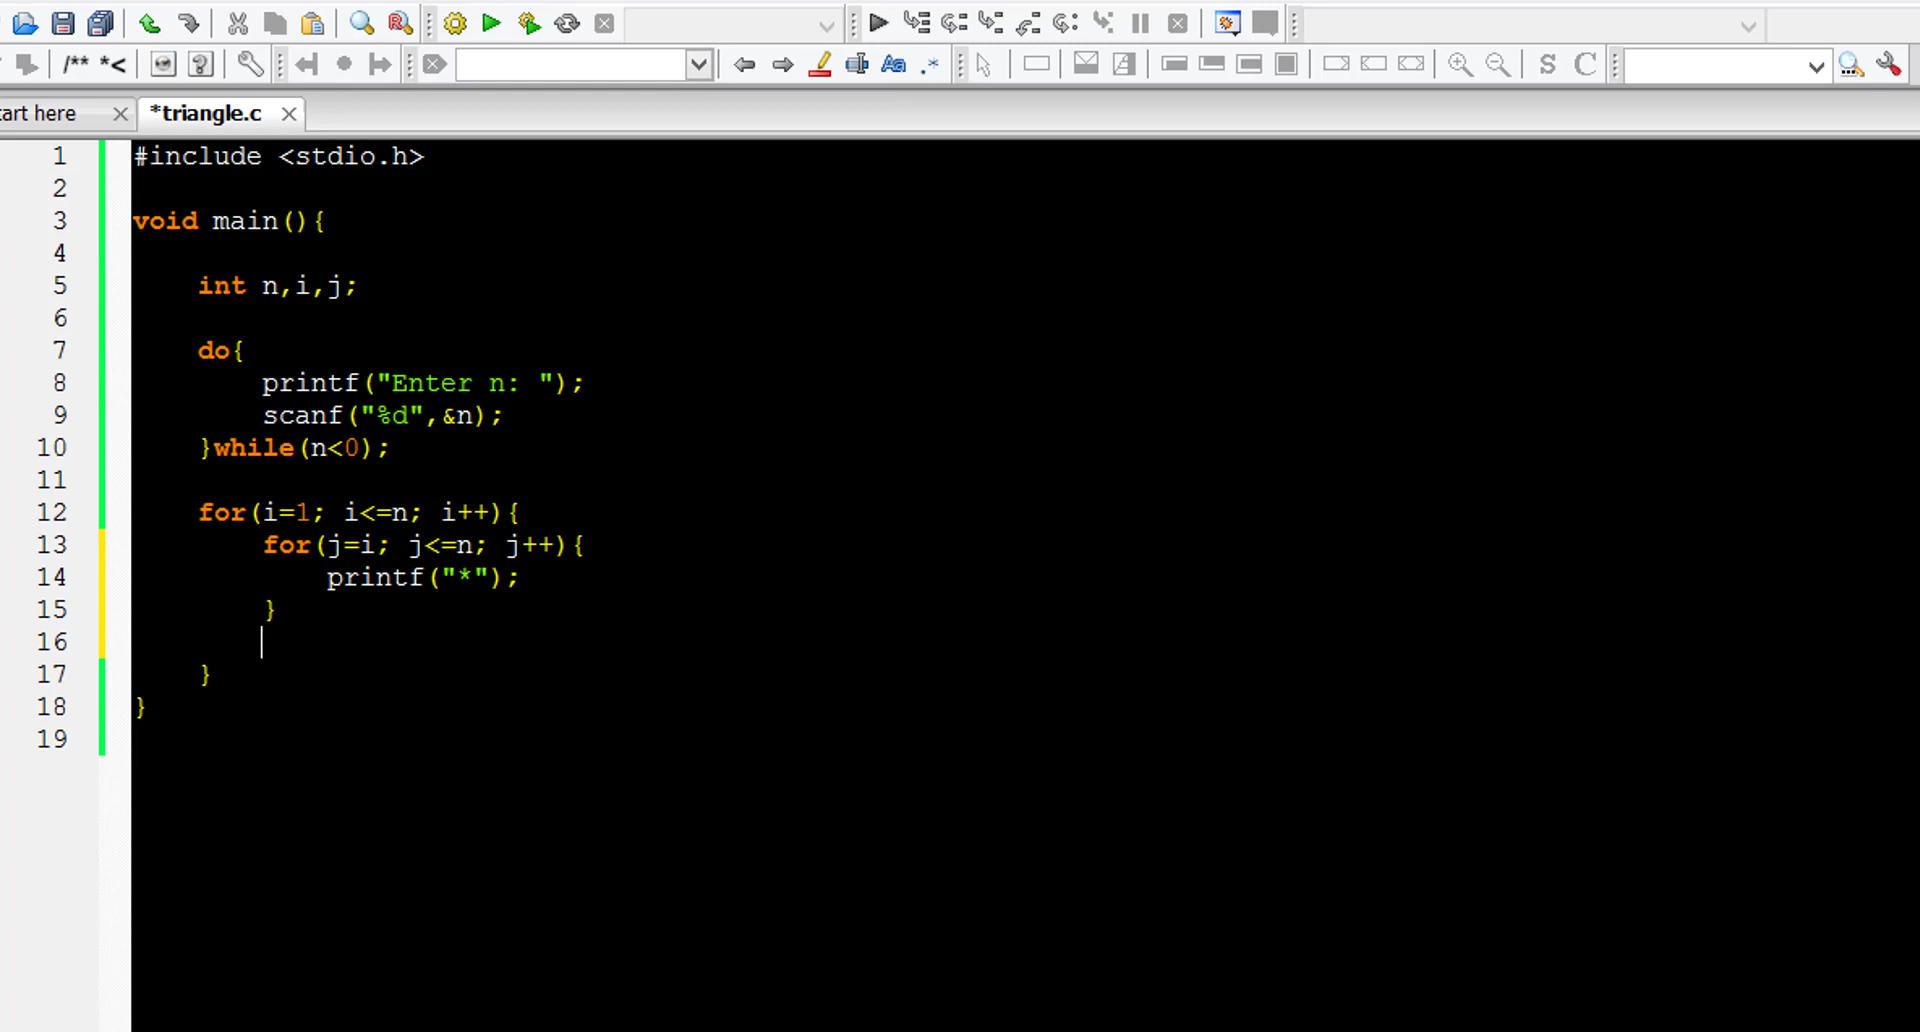 /** *<
S C
tart here *triangle.c
1 #include <stdio.h>
2
3 void main(){
4
5 int n,i,j;
6
7 do{
8 printf("Enter n: ");
9 scanf("%d",&n);
10 }while(n<0);
11
12 for(i=1; i<=n; i++){
13 for(j=i; j<=n; j++){
14 printf("*");
15 }
16
17 }
18 }
19